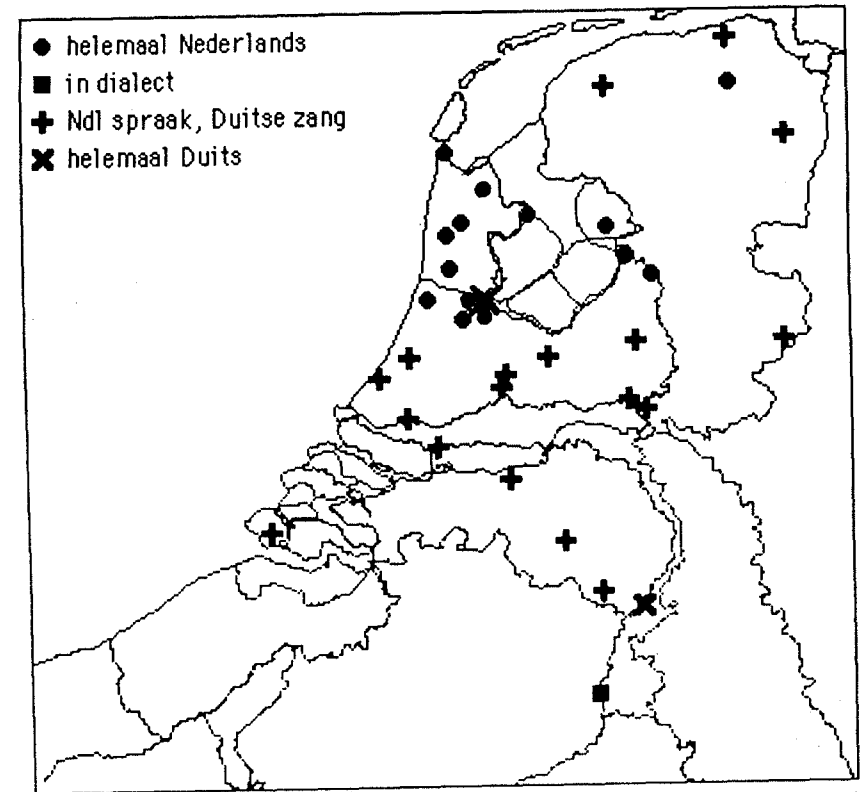 helemaal Nederlands
in dialect
Ndl spraak, Duitse zang
helemaal Duits